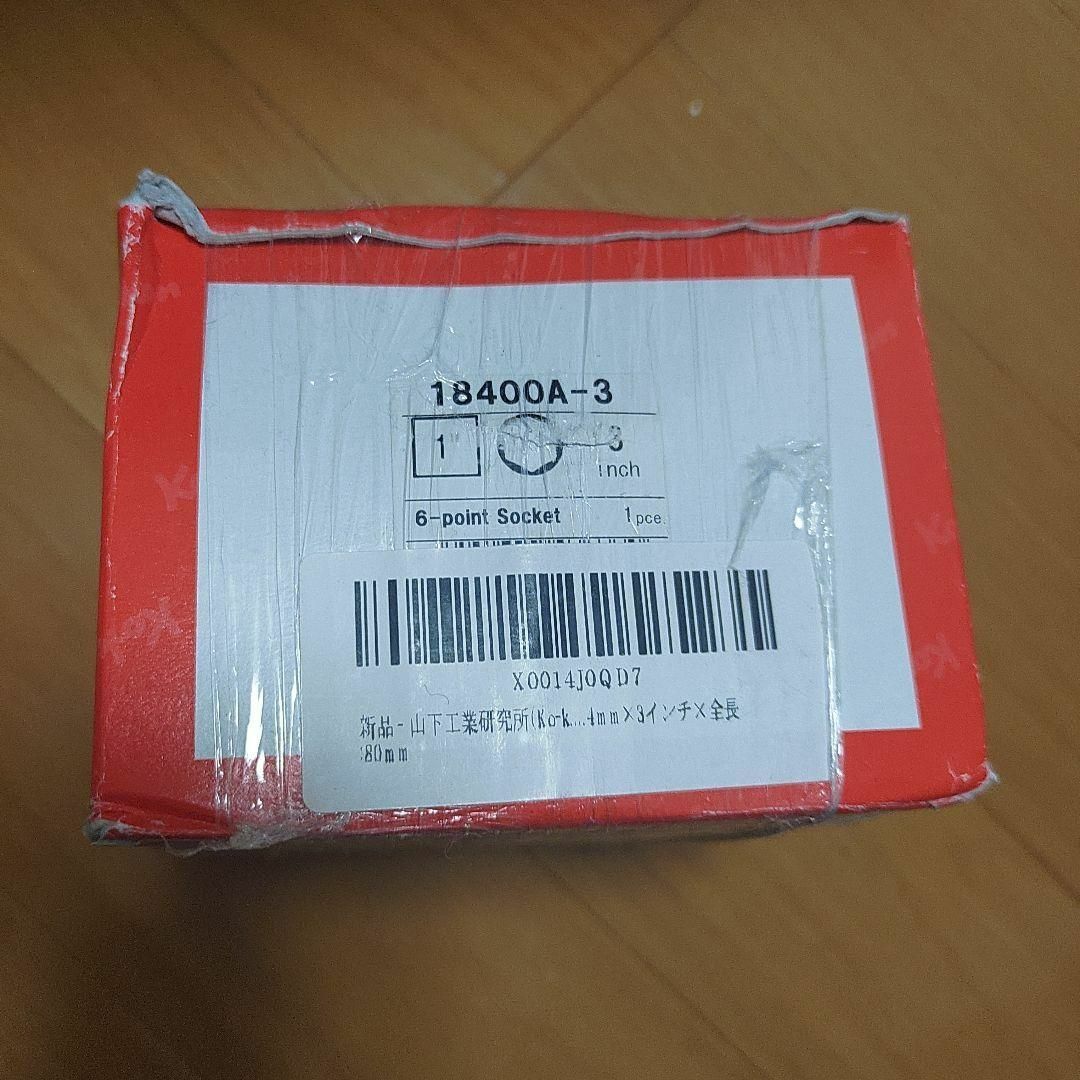 18400A-3
1" 3
inch
6-point Socket 1pce.
X0014J0QD7
新品 - 山下工業研究所(Ko-k....4mm×3インチ×全長
:80mm